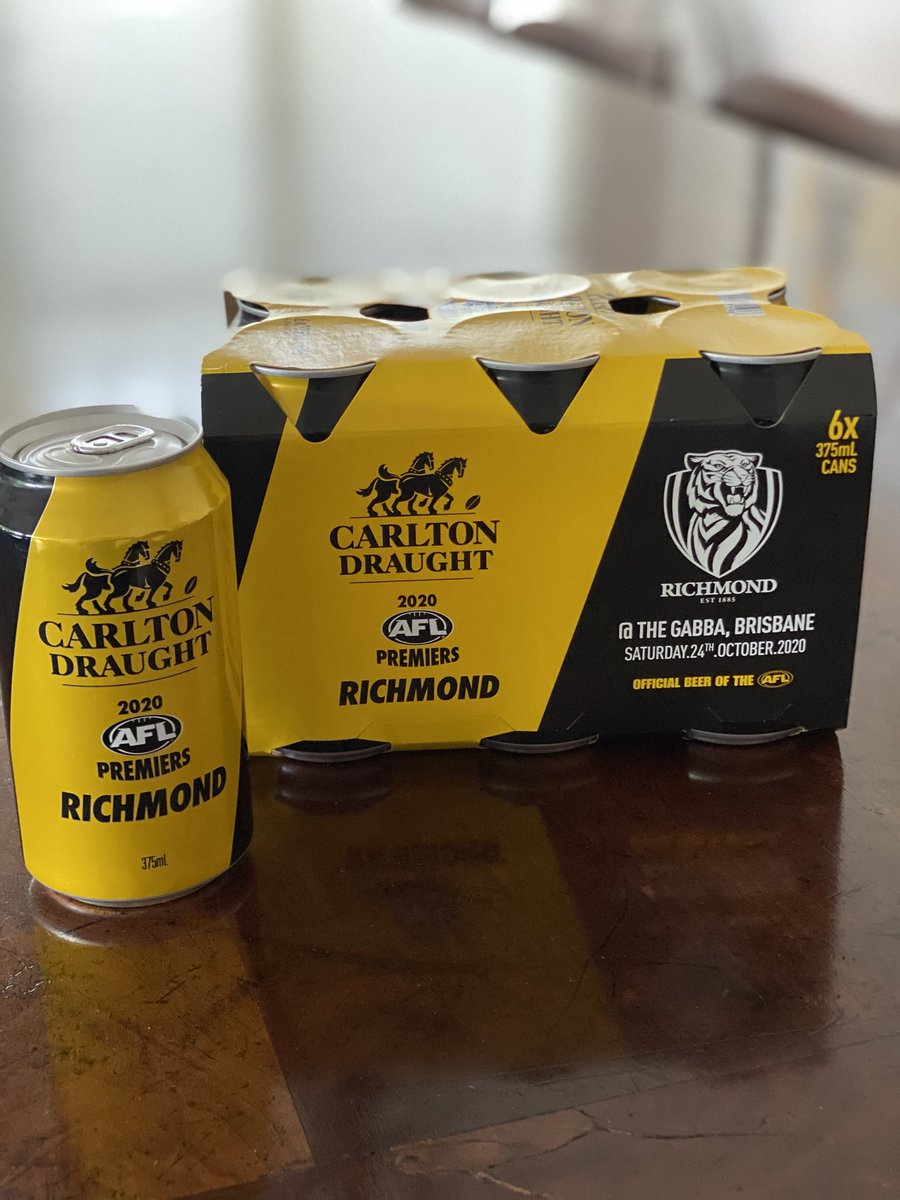 CARLTON
DRAUGHT
2020
AFL
PREMIERS
RICHMOND
375mL
CARLTON
DRAUGHT
2020
AFL
PREMIERS
RICHMOND
6x
375mL
CANS
RICHMOND
EST 1885
@ THE GABBA, BRISBANE
SATURDAY.24TH.OCTOBER.2020
OFFICIAL BEER OF THE AFL